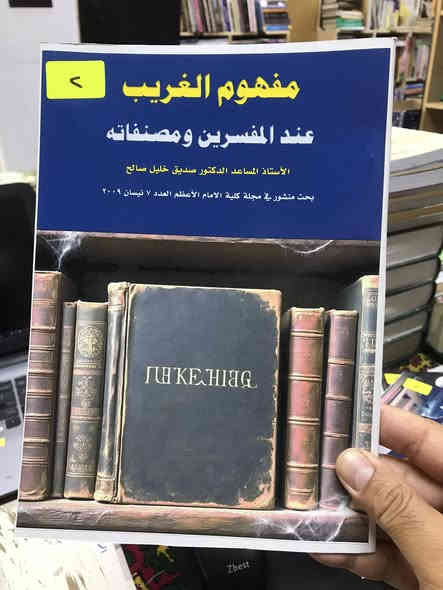 >
مفهوم الغريب
عند المفسرين ومصنفاته
الأستاذ المساعد الدكتور صديق خليل صالح
بحث منشور في مجلة كلية الامام الأعظم العدد ٧ نيسان ٢٠٠٩
Zbest